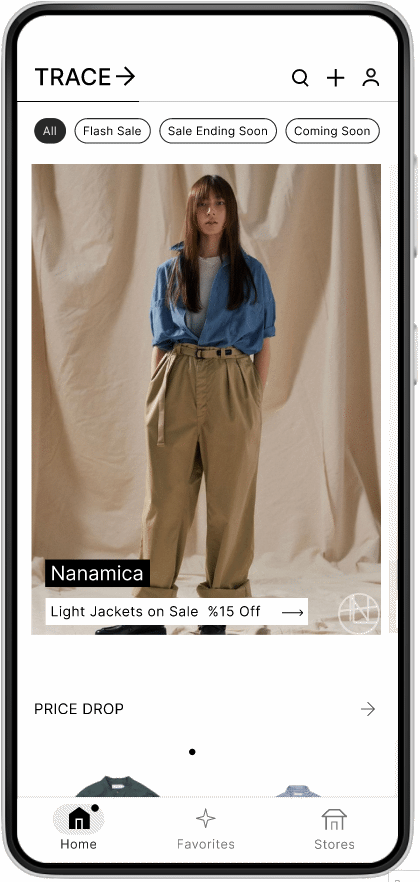 TRACE
All Flash Sale Sale Ending Soon Coming Soon
Nanamica
Light Jackets on Sale %15 Off
N
PRICE DROP
Home Favorites Stores